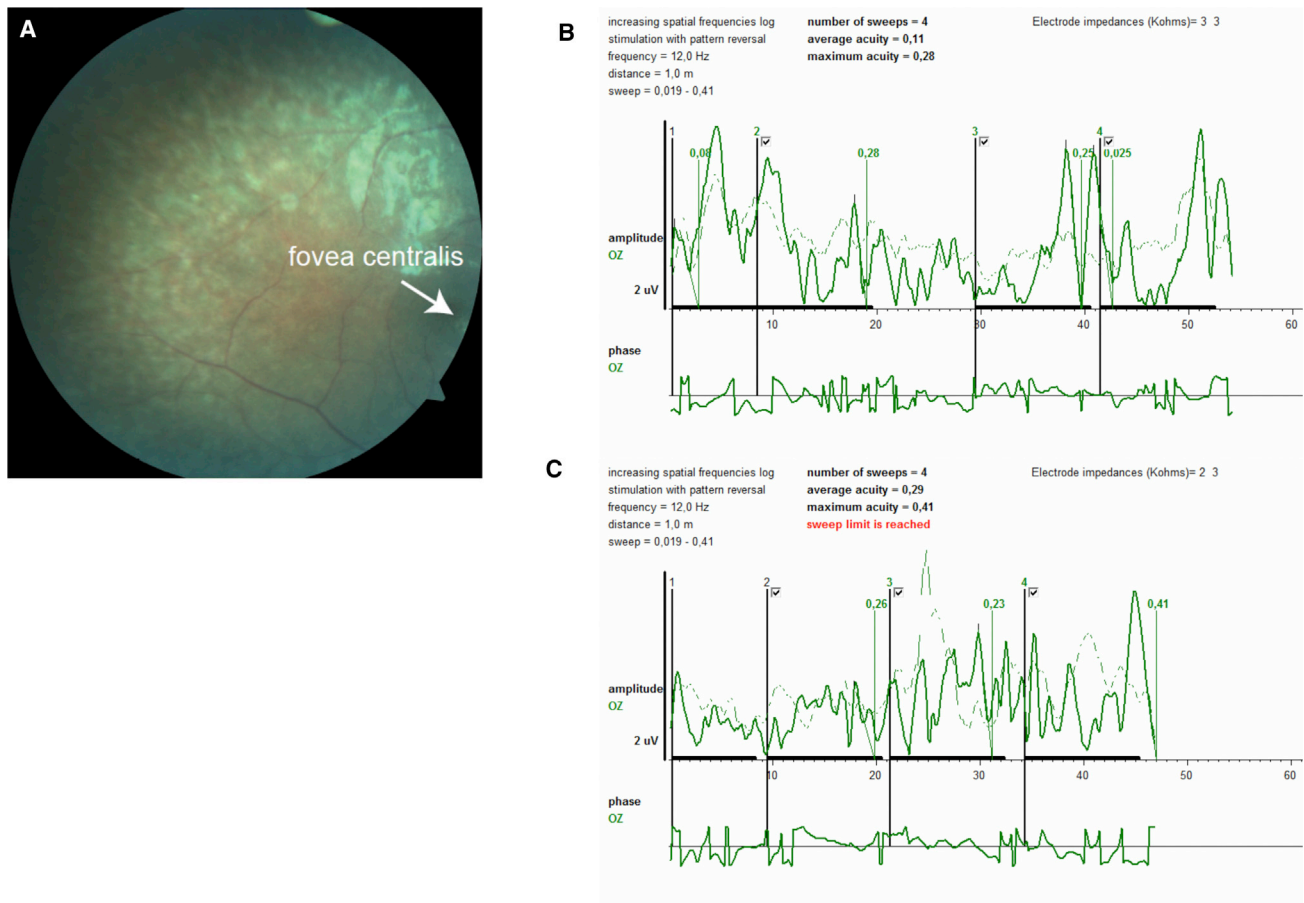 A
fovea centralis
B
increasing spatial frequencies log
stimulation with pattern reversal
frequency = 12,0 Hz
distance = 1,0 m
sweep = 0,019 - 0,41
number of sweeps = 4
average acuity = 0,11
maximum acuity = 0,28
Electrode impedances (Kohms)= 3 3
1 2 3 4
0,08 0,28 0,25 0,025
amplitude
OZ
2 uV
10 20 30 40 50 60
phase
OZ
C
increasing spatial frequencies log
stimulation with pattern reversal
frequency = 12,0 Hz
distance = 1,0 m
sweep = 0,019 - 0,41
number of sweeps = 4
average acuity = 0,29
maximum acuity = 0,41
sweep limit is reached
Electrode impedances (Kohms)= 2 3
1 2 3 4
0,26 0,23 0,41
amplitude
OZ
2 uV
10 20 30 40 50 60
phase
OZ